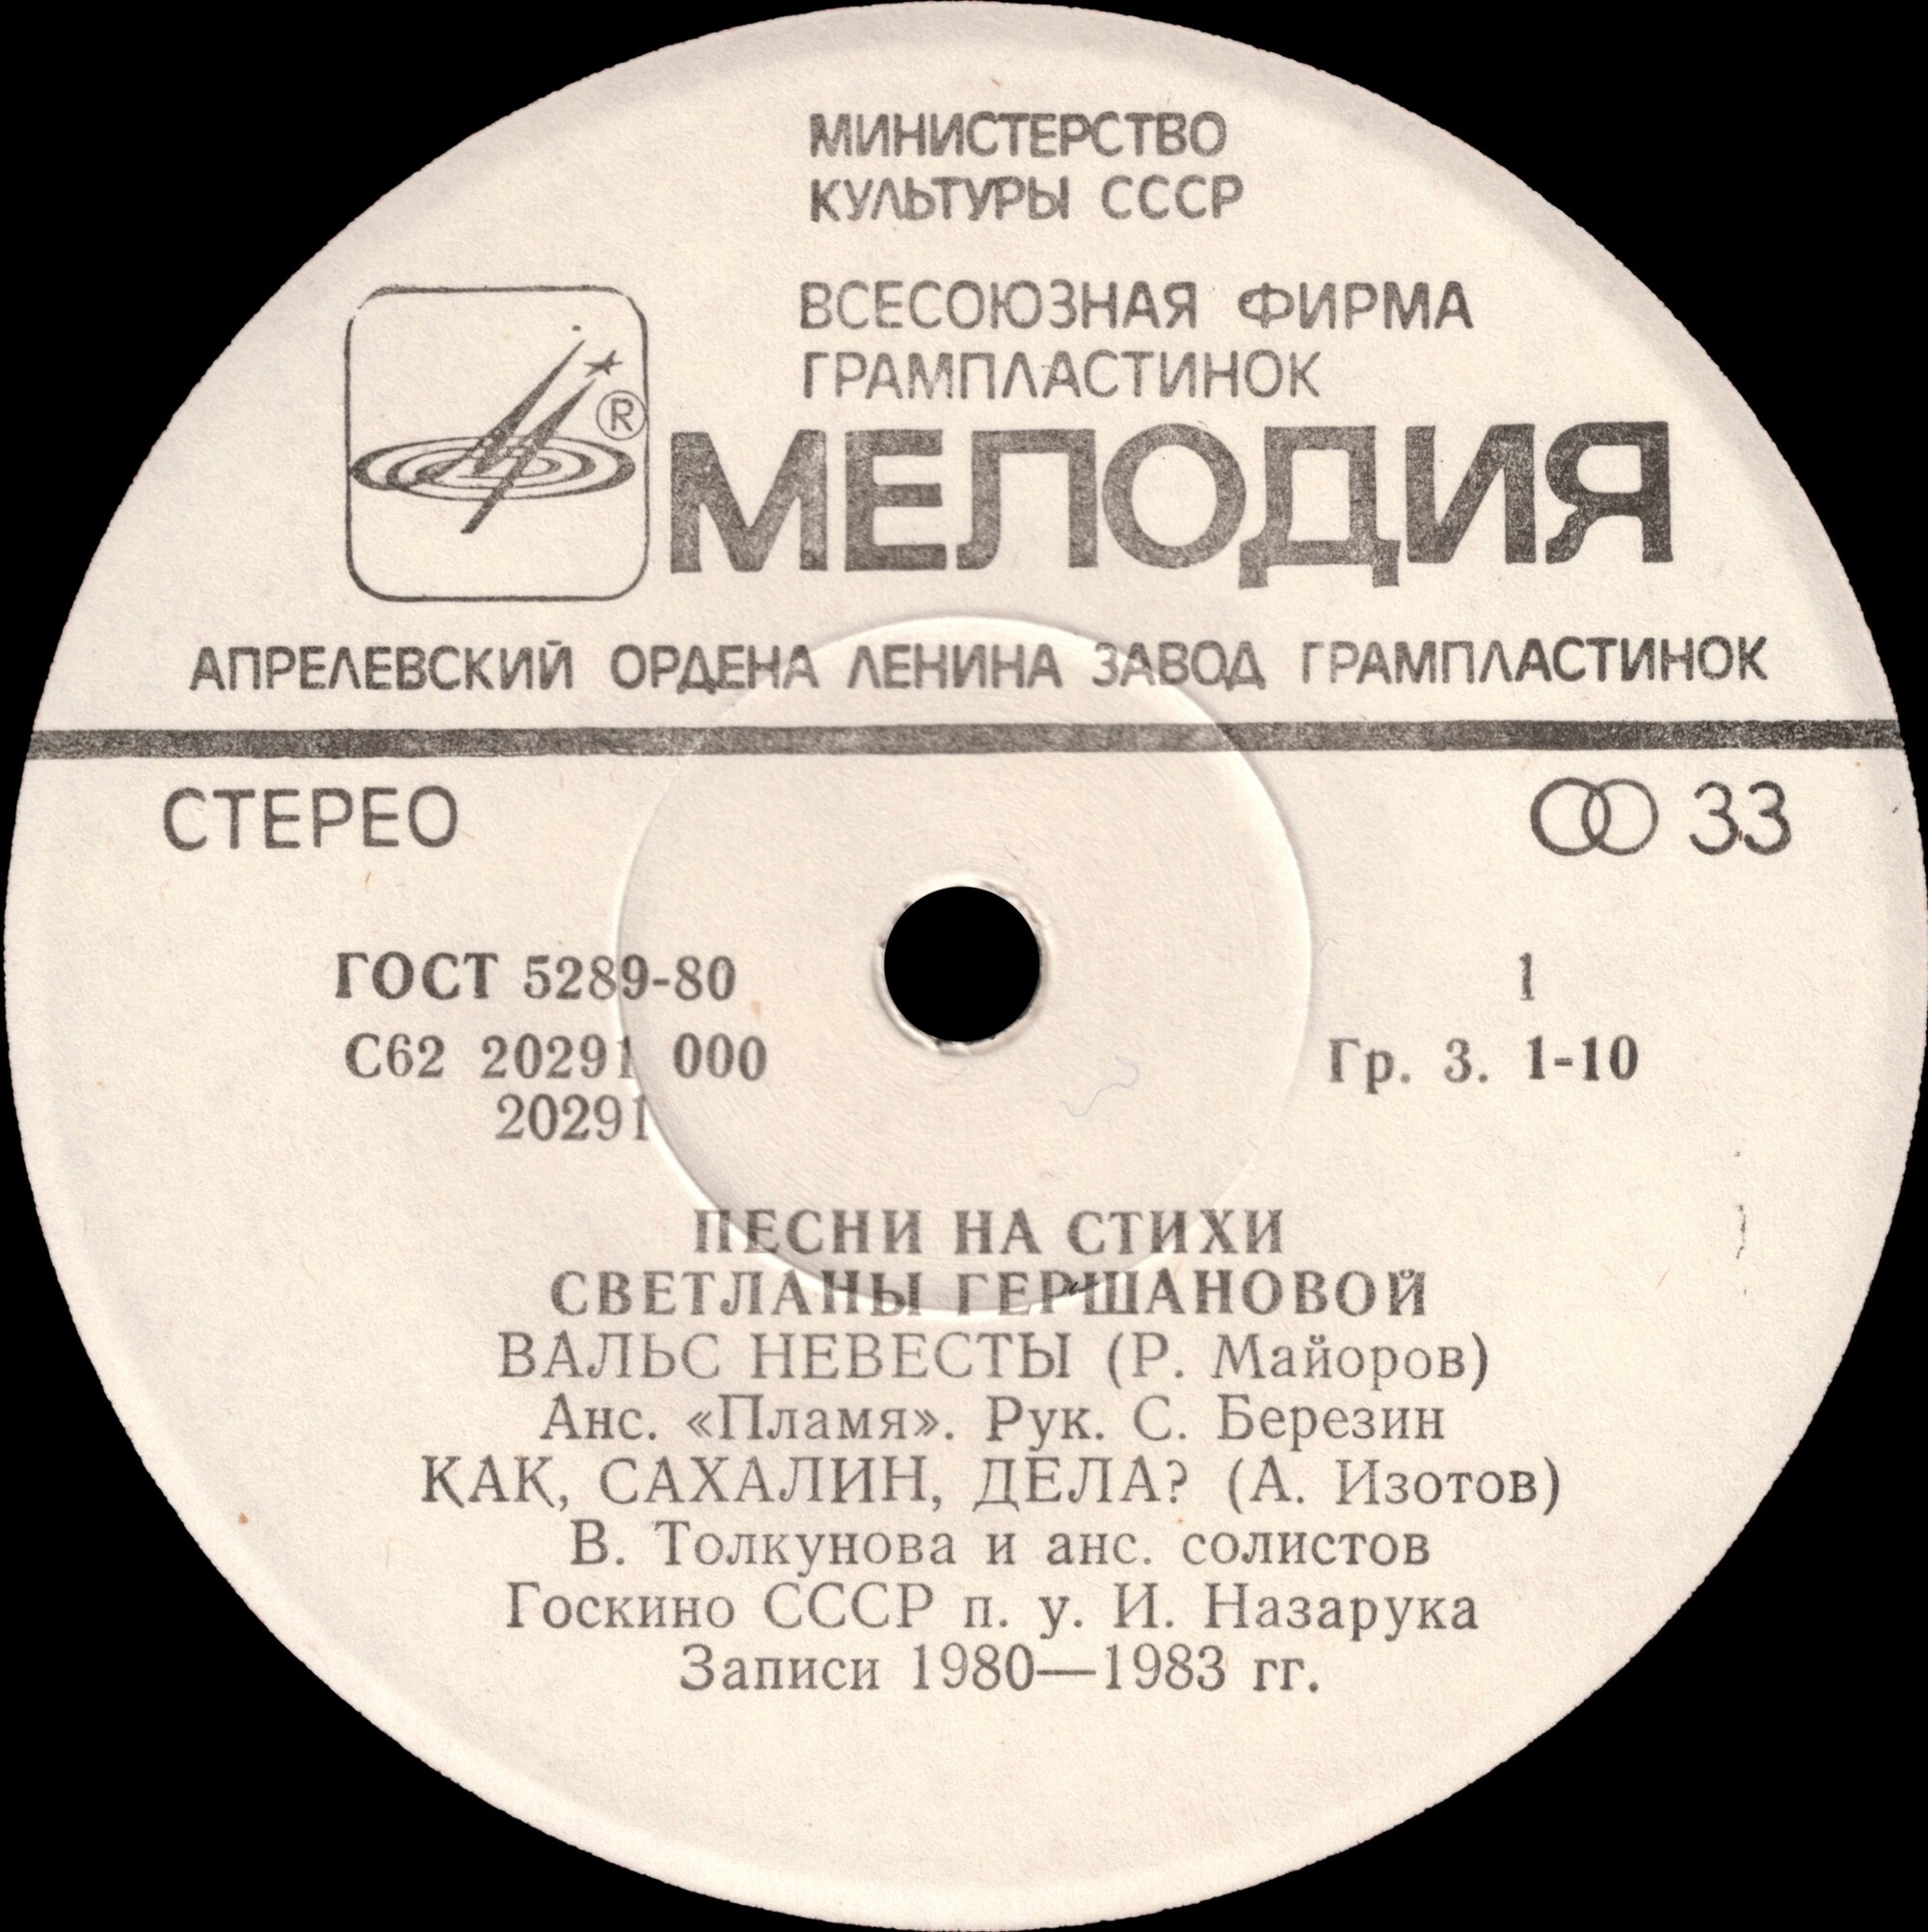 МИНИСТЕРСТВО
КУЛЬТУРЫ СССР
ВСЕСОЮЗНАЯ ФИРМА
ГРАМПЛАСТИНОК
®
МЕЛОДИЯ
АПРЕЛЕВСКИЙ ОРДЕНА ЛЕНИНА ЗАВОД ГРАМПЛАСТИНОК
СТЕРЕО
33
ГОСТ 5289-80
1
С62 20291 000
Гр. 3. 1-10
20291
ПЕСНИ НА СТИХИ
СВЕТЛАНЫ ГЕРШАНОВОЙ
ВАЛЬС НЕВЕСТЫ (Р. Майоров)
Анс. «Пламя». Рук. С. Березин
КАК, САХАЛИН, ДЕЛА? (А. Изотов)
В. Толкунова и анс. солистов
Госкино СССР п. у. И. Назарука
Записи 1980—1983 гг.